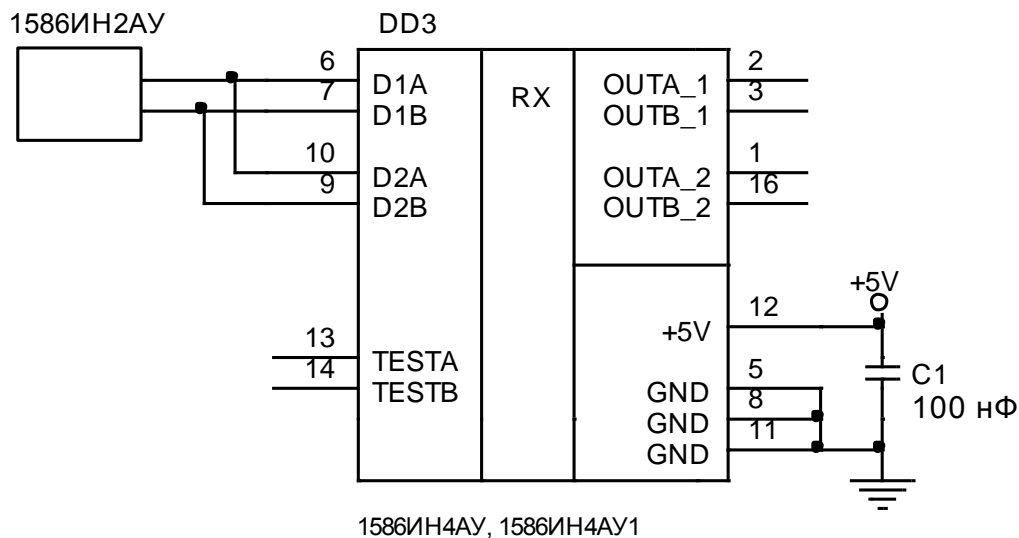 1586ИН2АУ
DD3
6
7
10
9
13
14
D1A
D1B
D2A
D2B
TESTA
TESTB
RX
OUTA_1
OUTB_1
OUTA_2
OUTB_2
+5V
GND
GND
GND
2
3
1
16
12
5
8
11
+5V
C1
100 нФ
1586ИН4АУ, 1586ИН4АУ1